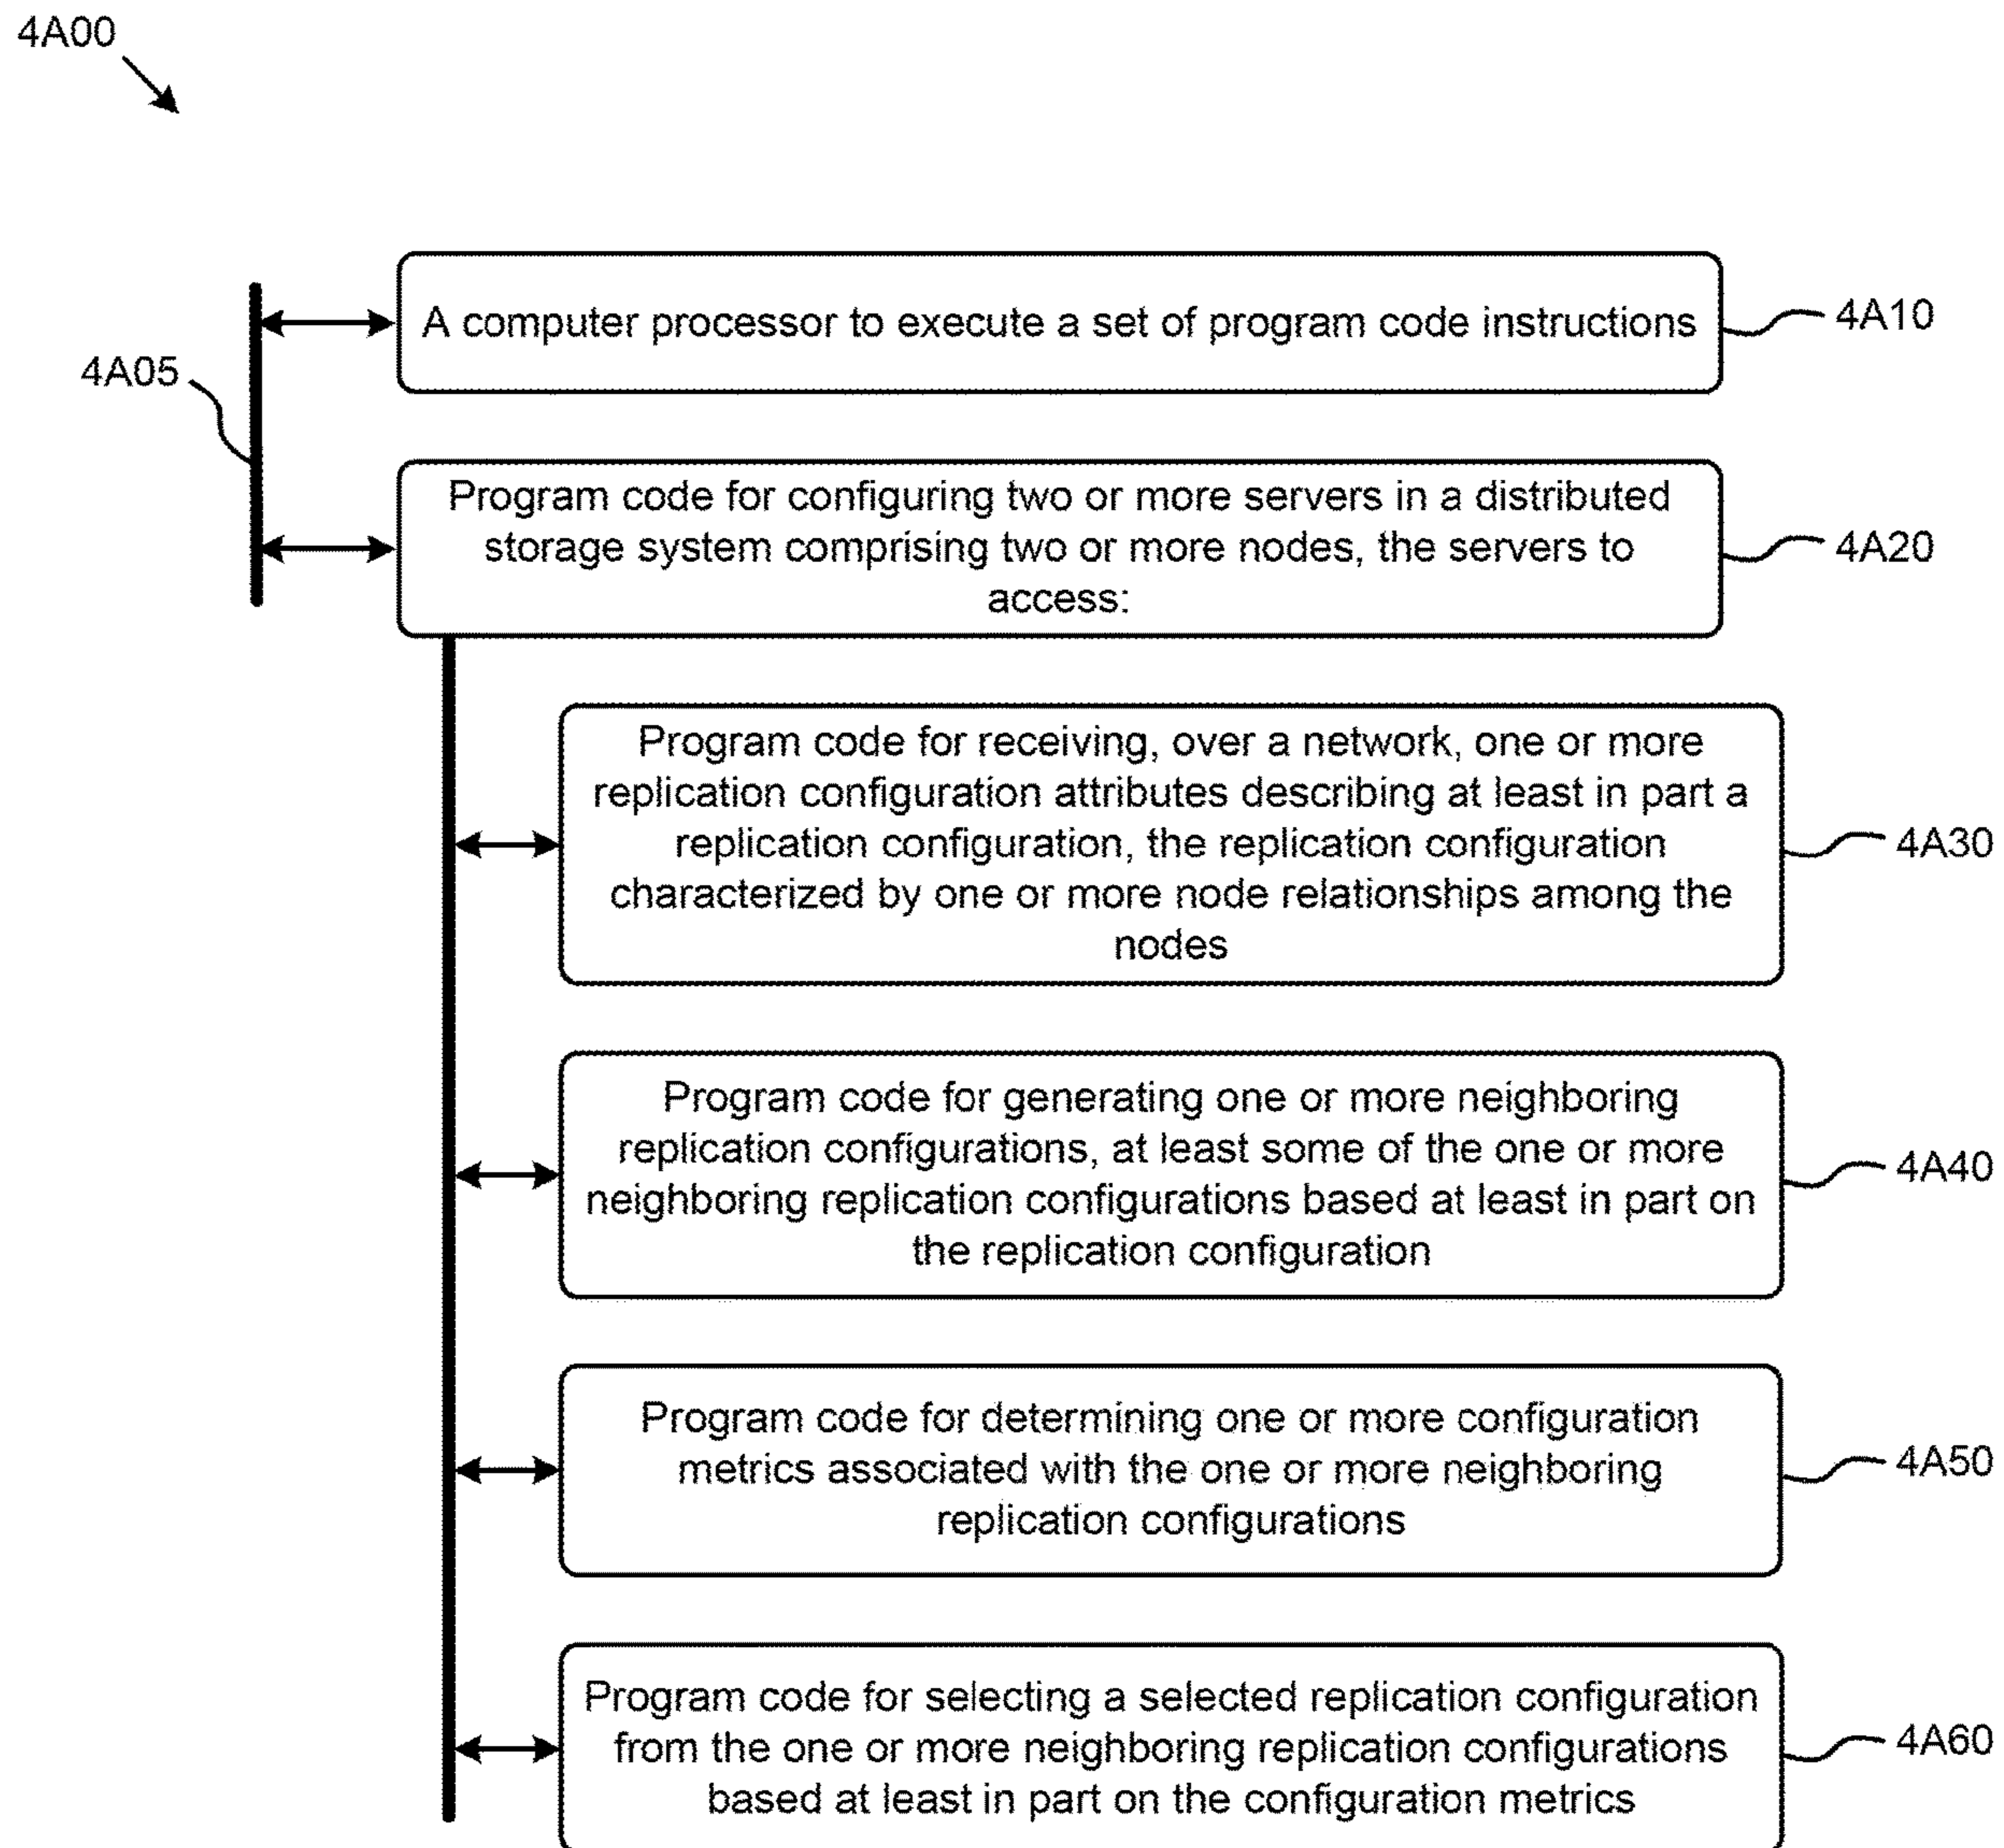 4A00
A computer processor to execute a set of program code instructions
4A10
4A05
Program code for configuring two or more servers in a distributed
storage system comprising two or more nodes, the servers to
access:
4A20
Program code for receiving, over a network, one or more
replication configuration attributes describing at least in part a
replication configuration, the replication configuration
characterized by one or more node relationships among the
nodes
4A30
Program code for generating one or more neighboring
replication configurations, at least some of the one or more
neighboring replication configurations based at least in part on
the replication configuration
4A40
Program code for determining one or more configuration
metrics associated with the one or more neighboring
replication configurations
4A50
Program code for selecting a selected replication configuration
from the one or more neighboring replication configurations
based at least in part on the configuration metrics
4A60